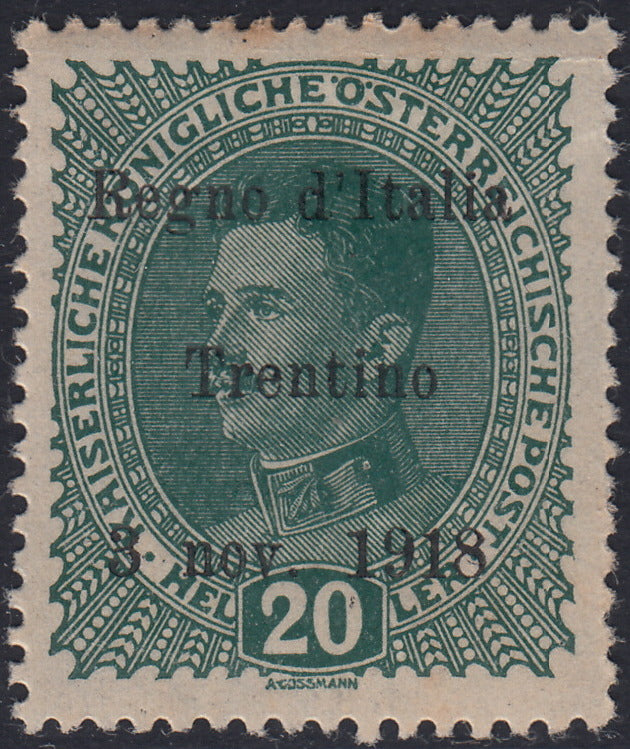 KAISERLICHE KÖNIGLICHE ÖSTERREICHISCHE POST
Regno d'Italia
Trentino
3 nov. 1918
HELLER
20
A·COSSMANN